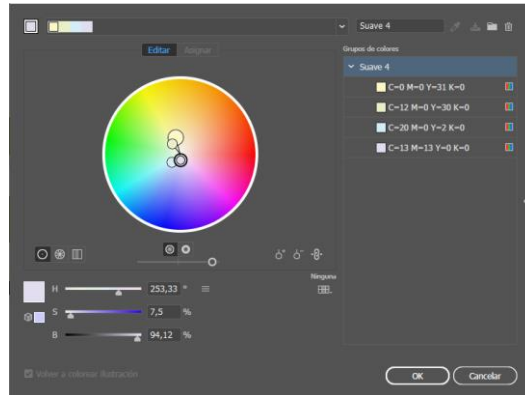 Suave 4
Editar Asignar
Grupos de colores
Suave 4
C=0 M=0 Y=31 K=0
C=12 M=0 Y=30 K=0
C=20 M=0 Y=2 K=0
C=13 M=13 Y=0 K=0
Ninguna
H 253,33 °
S 7,5 %
B 94,12 %
Volver a colorear ilustración
OK Cancelar